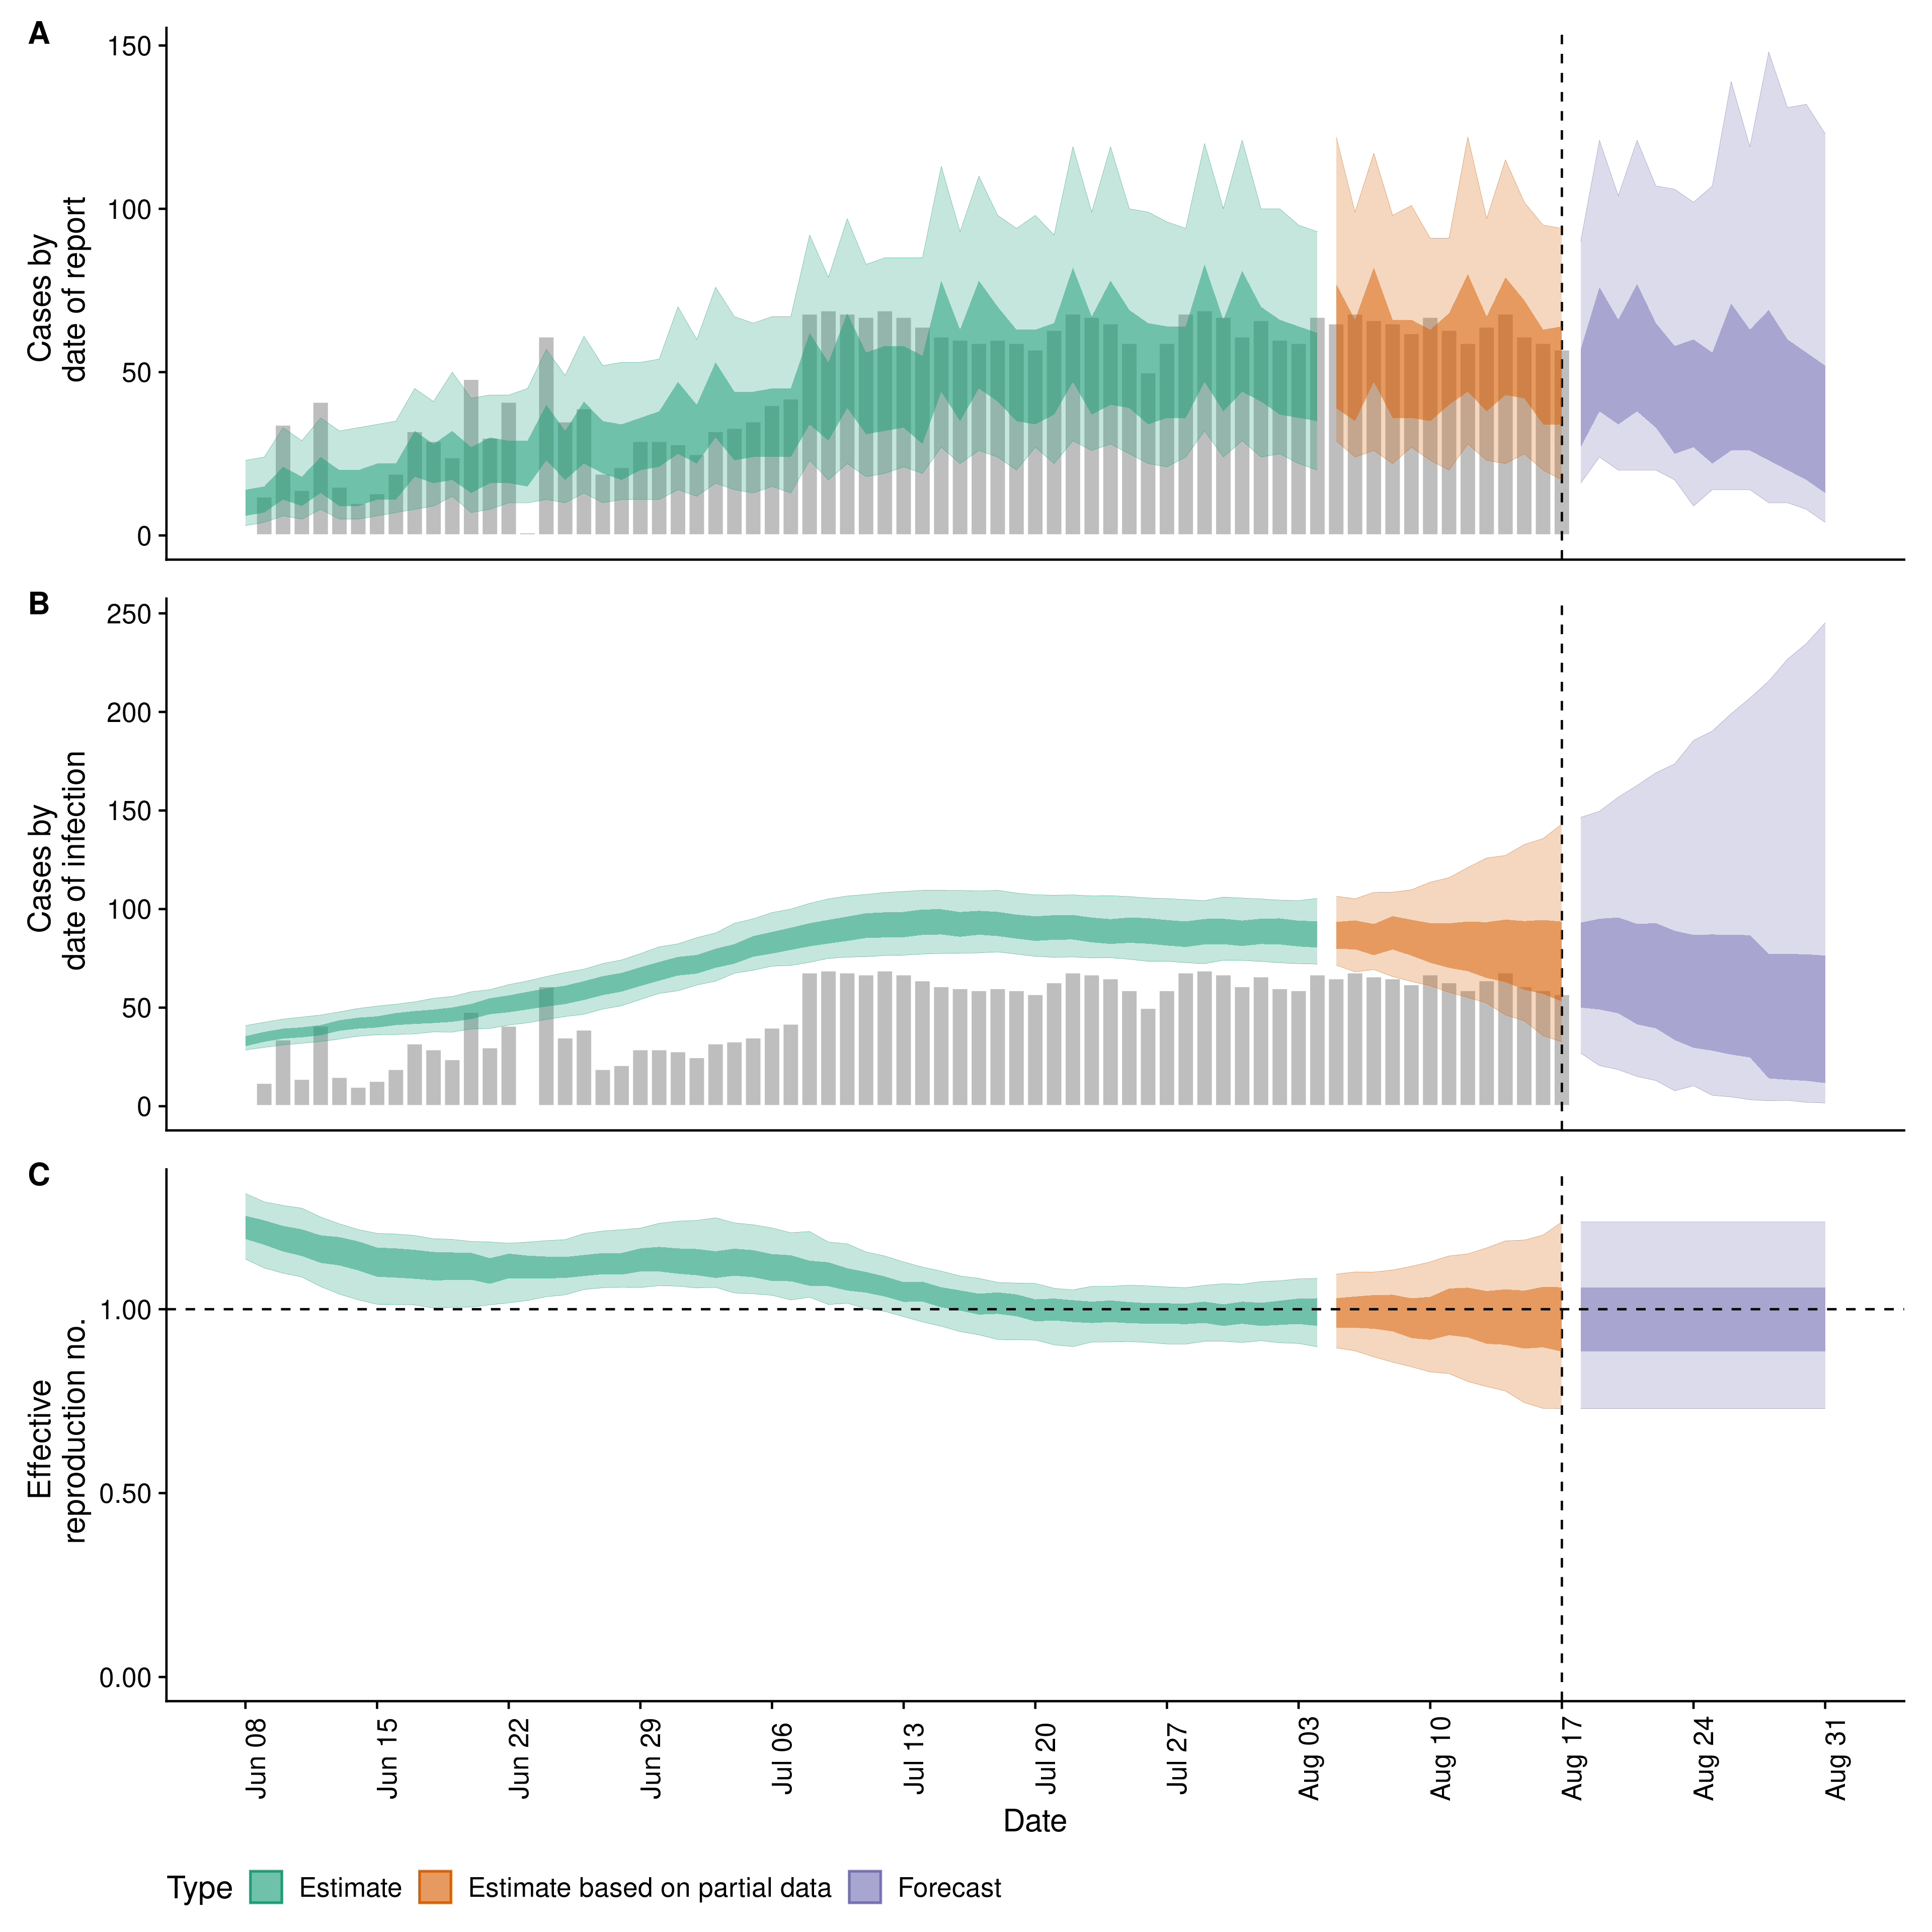 A
150
100
50
0
Cases by
date of report
B
250
200
150
100
50
0
Cases by
date of infection
C
1.00
0.50
0.00
Effective
reproduction no.
Jun 08
Jun 15
Jun 22
Jun 29
Jul 06
Jul 13
Jul 20
Jul 27
Aug 03
Aug 10
Aug 17
Aug 24
Aug 31
Date
Type Estimate Estimate based on partial data Forecast